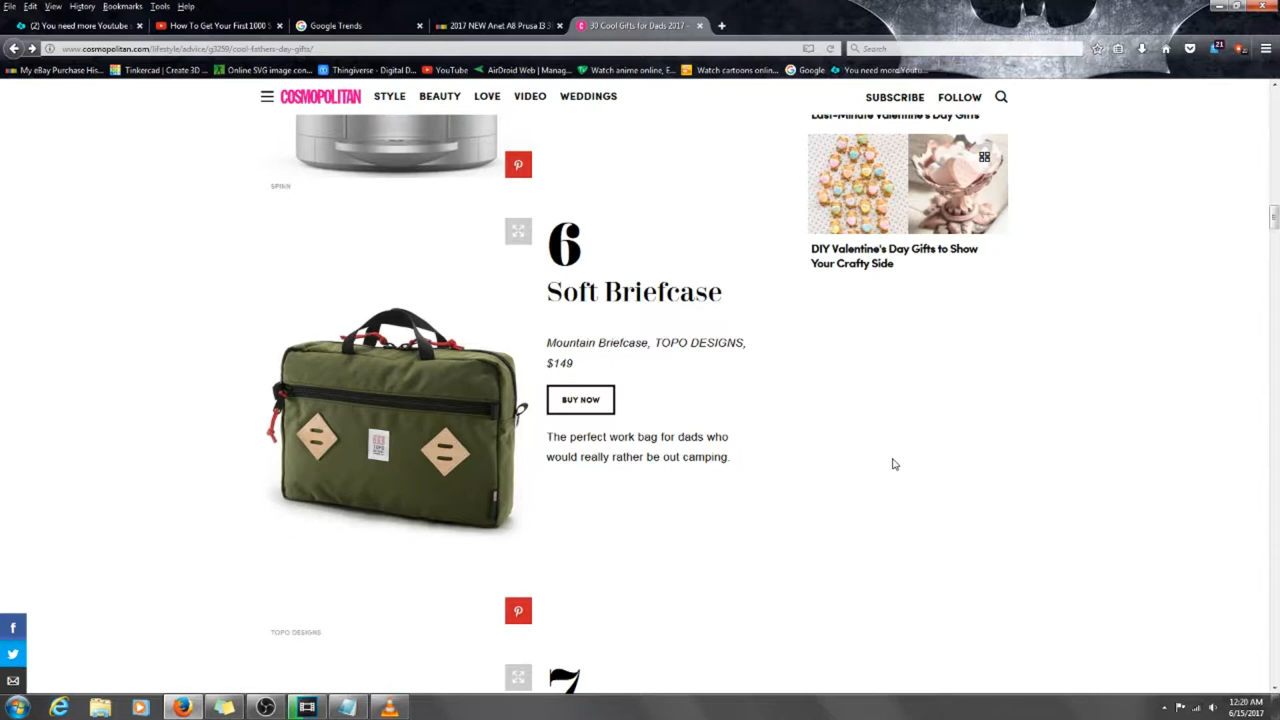 File Edit View History Bookmarks Tools Help
(2) You need more Youtube s
How To Get Your First 1000 S
Google Trends
2017 NEW Anet A8 Prusa I3 3
30 Cool Gifts for Dads 2017 -
www.cosmopolitan.com/lifestyle/advice/g3259/cool-fathers-day-gifts/
Search
21
My eBay Purchase His...
Tinkercad | Create 3D ...
Online SVG image con...
Thingiverse - Digital D...
YouTube
AirDroid Web | Manag...
Watch anime online, E...
Watch cartoons onlin...
Google
You need more Youtu...
COSMOPOLITAN STYLE BEAUTY LOVE VIDEO WEDDINGS SUBSCRIBE FOLLOW
Last-Minute Valentine's Day Gifts
SPINN
DIY Valentine's Day Gifts to Show
Your Crafty Side
6
Soft Briefcase
Mountain Briefcase, TOPO DESIGNS,
$149
BUY NOW
The perfect work bag for dads who
would really rather be out camping.
TOPO DESIGNS
7
12:20 AM
6/15/2017